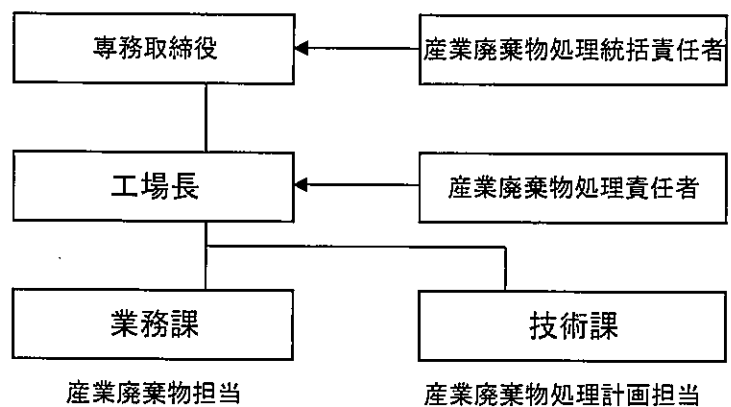 専務取締役
産業廃棄物処理統括責任者
工場長
産業廃棄物処理責任者
業務課
技術課
産業廃棄物担当
産業廃棄物処理計画担当